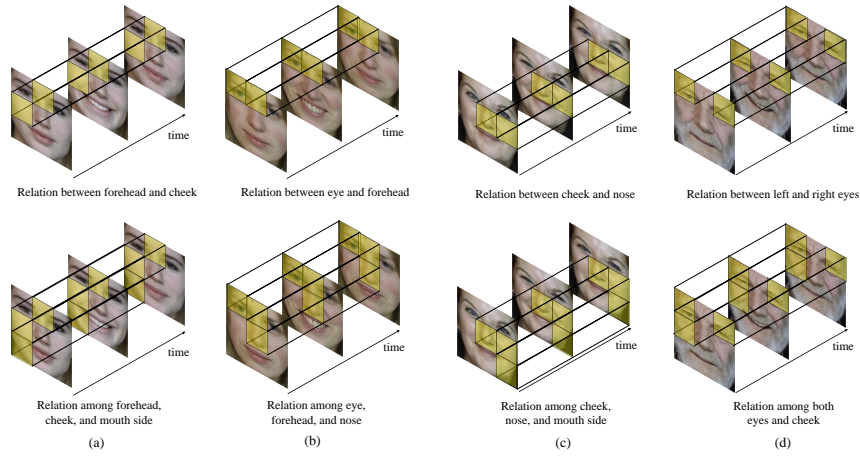 time
time
time
time
Relation between forehead and cheek
Relation between eye and forehead
Relation between cheek and nose
Relation between left and right eyes
time
time
time
time
Relation among forehead,
cheek, and mouth side
Relation among eye,
forehead, and nose
Relation among cheek,
nose, and mouth side
Relation among both
eyes and cheek
(a)
(b)
(c)
(d)